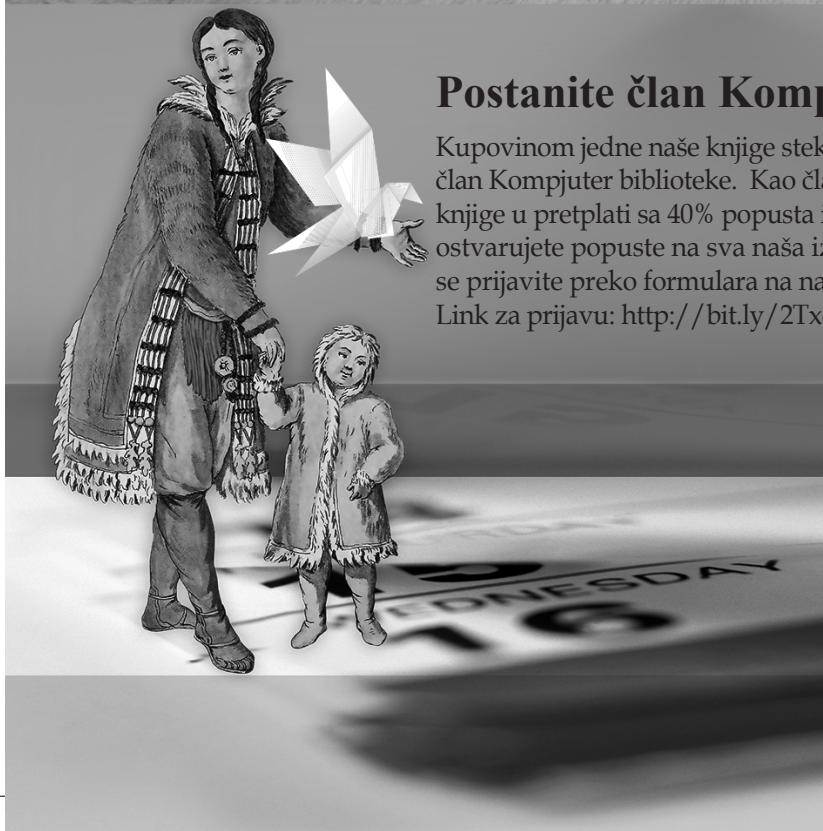 Postanite član Komp
Kupovinom jedne naše knjige stek
član Kompjuter biblioteke. Kao čla
knjige u pretplati sa 40% popusta i
ostvarujete popuste na sva naša iz
se prijavite preko formulara na na
Link za prijavu: http://bit.ly/2Tx
15
WEDNESDAY
16